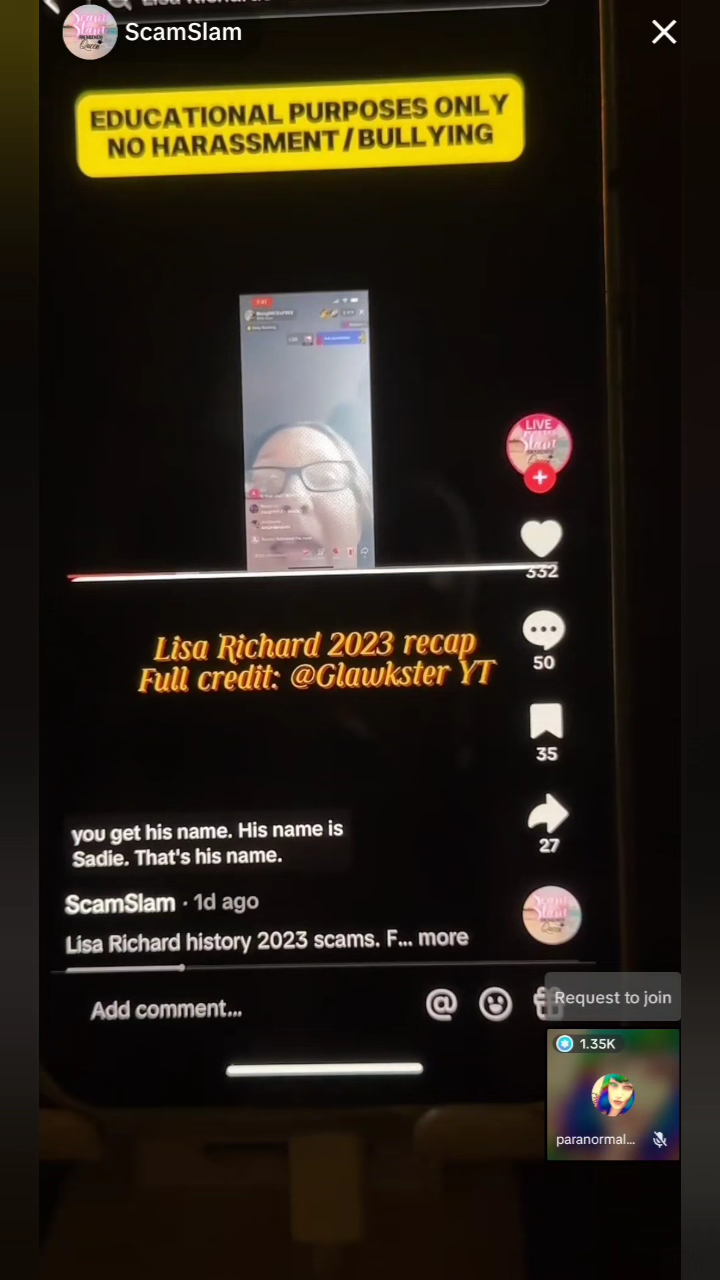 ScamSlam
EDUCATIONAL PURPOSES ONLY
NO HARASSMENT / BULLYING
LIVE
332
50
35
27
Lisa Richard 2023 recap
Full credit: @Glawkster YT
you get his name. His name is
Sadie. That's his name.
ScamSlam · 1d ago
Lisa Richard history 2023 scams. F... more
Add comment...
Request to join
1.35K
paranormal...